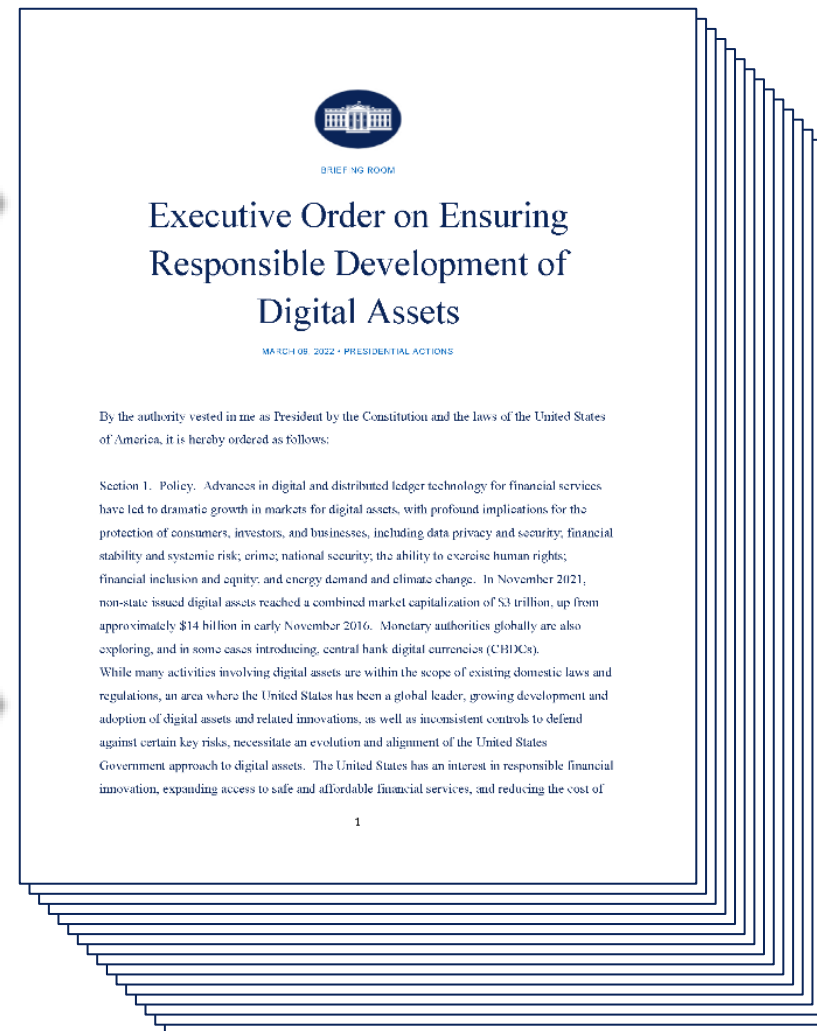 BRIEFING ROOM
Executive Order on Ensuring
Responsible Development of
Digital Assets
MARCH 09, 2022 • PRESIDENTIAL ACTIONS
By the authority vested in me as President by the Constitution and the laws of the United States
of America, it is hereby ordered as follows:
Section 1.  Policy.  Advances in digital and distributed ledger technology for financial services
have led to dramatic growth in markets for digital assets, with profound implications for the
protection of consumers, investors, and businesses, including data privacy and security; financial
stability and systemic risk; crime; national security; the ability to exercise human rights;
financial inclusion and equity; and energy demand and climate change.  In November 2021,
non-state issued digital assets reached a combined market capitalization of $3 trillion, up from
approximately $14 billion in early November 2016.  Monetary authorities globally are also
exploring, and in some cases introducing, central bank digital currencies (CBDCs).
While many activities involving digital assets are within the scope of existing domestic laws and
regulations, an area where the United States has been a global leader, growing development and
adoption of digital assets and related innovations, as well as inconsistent controls to defend
against certain key risks, necessitate an evolution and alignment of the United States
Government approach to digital assets.  The United States has an interest in responsible financial
innovation, expanding access to safe and affordable financial services, and reducing the cost of
1